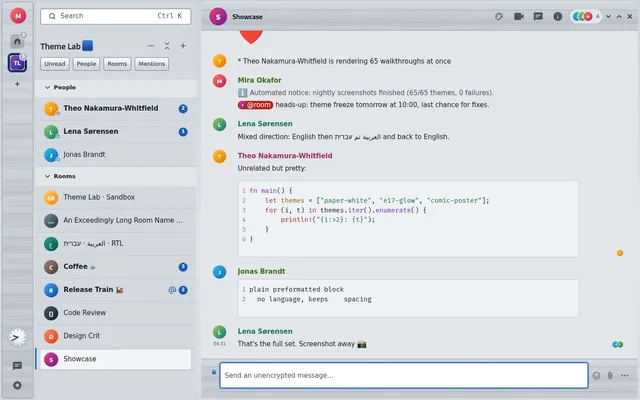 M
Search
Ctrl K
Theme Lab
Unread
People
Rooms
Mentions
TL
People
Theo Nakamura-Whitfield
2
Lena Sørensen
1
Jonas Brandt
Rooms
SB
Theme Lab · Sandbox
An Exceedingly Long Room Name ...
العربية · עברית · RTL
C
Coffee ☕
3
R
Release Train 🚂
@
2
{}
Code Review
D
Design Crit
S
Showcase
S
Showcase
4
* Theo Nakamura-Whitfield is rendering 65 walkthroughs at once
Mira Okafor
ℹ️ Automated notice: nightly screenshots finished (65/65 themes, 0 failures).
@room heads-up: theme freeze tomorrow at 10:00, last chance for fixes.
Lena Sørensen
Mixed direction: English then العربية ثم עברית and back to English.
Theo Nakamura-Whitfield
Unrelated but pretty:
1 fn main() {
2     let themes = ["paper-white", "e17-glow", "comic-poster"];
3     for (i, t) in themes.iter().enumerate() {
4         println!("{i:>2}: {t}");
5     }
6 }
Jonas Brandt
1 plain preformatted block
2   no language, keeps    spacing
Lena Sørensen
04:31
That's the full set. Screenshot away 📸
Send an unencrypted message...